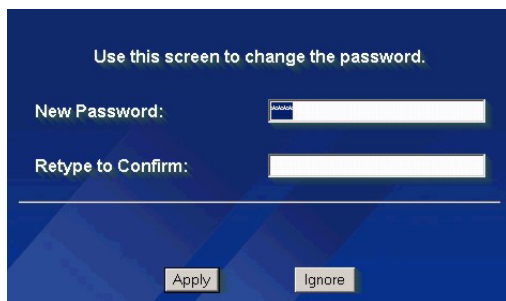 Use this screen to change the password.
New Password: ****
Retype to Confirm:
Apply Ignore